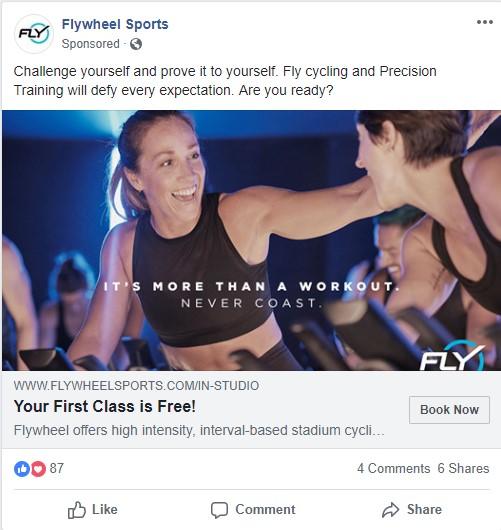 FLY
Flywheel Sports
Sponsored ·
Challenge yourself and prove it to yourself. Fly cycling and Precision
Training will defy every expectation. Are you ready?
IT'S MORE THAN A WORKOUT.
NEVER COAST.
FLY
WWW.FLYWHEELSPORTS.COM/IN-STUDIO
Your First Class is Free!
Book Now
Flywheel offers high intensity, interval-based stadium cycli...
87
4 Comments 6 Shares
Like Comment Share